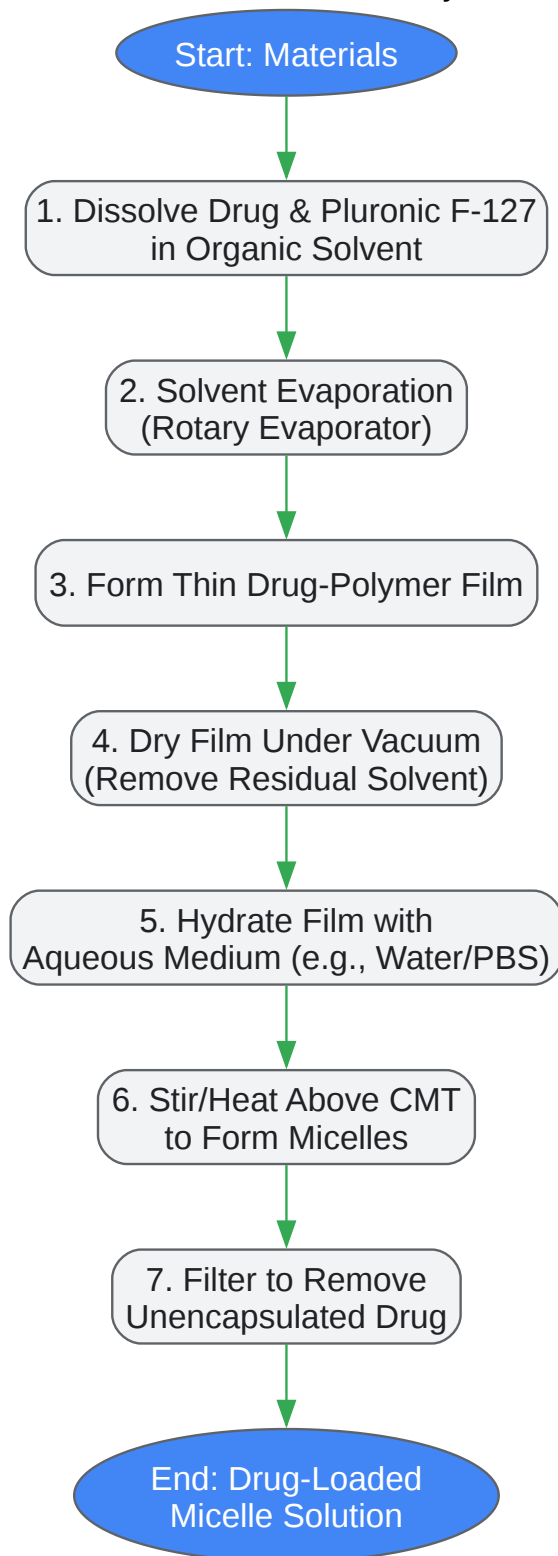 Start: Materials
1. Dissolve Drug & Pluronic F-127
in Organic Solvent
2. Solvent Evaporation
(Rotary Evaporator)
3. Form Thin Drug-Polymer Film
4. Dry Film Under Vacuum
(Remove Residual Solvent)
5. Hydrate Film with
Aqueous Medium (e.g., Water/PBS)
6. Stir/Heat Above CMT
to Form Micelles
7. Filter to Remove
Unencapsulated Drug
End: Drug-Loaded
Micelle Solution